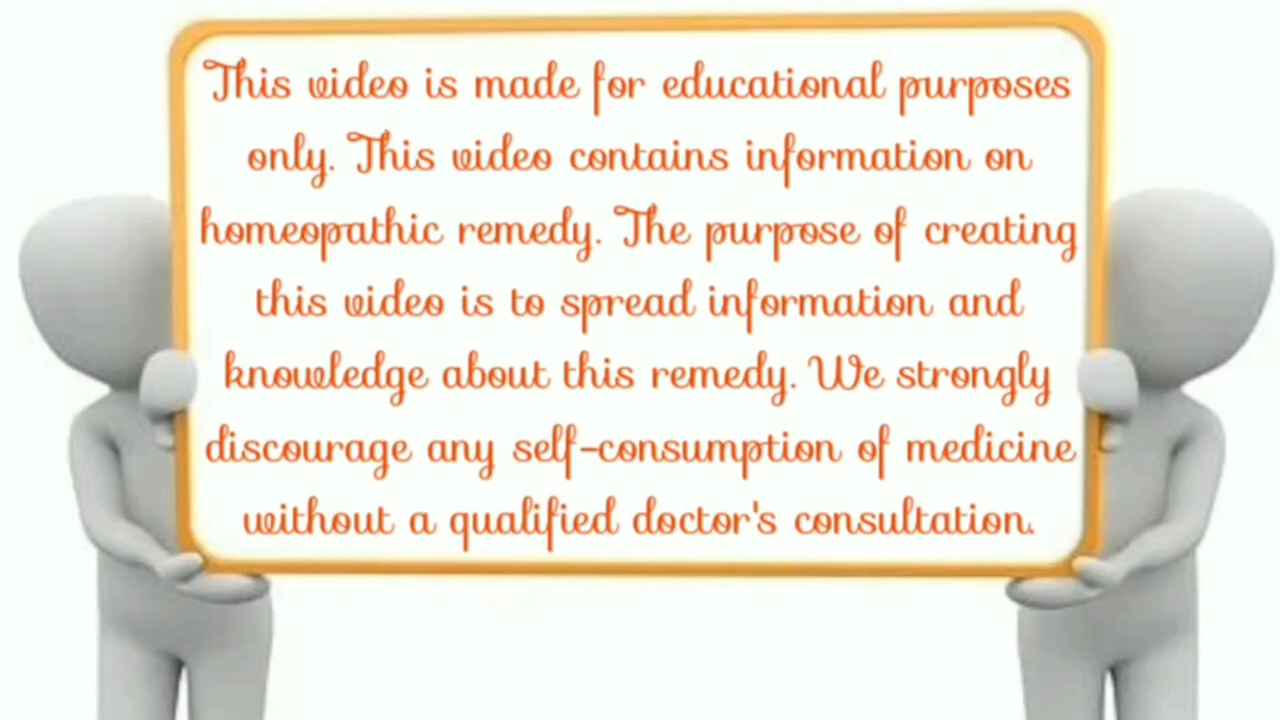 This video is made for educational purposes
only. This video contains information on
homeopathic remedy. The purpose of creating
this video is to spread information and
knowledge about this remedy. We strongly
discourage any self-consumption of medicine
without a qualified doctor's consultation.